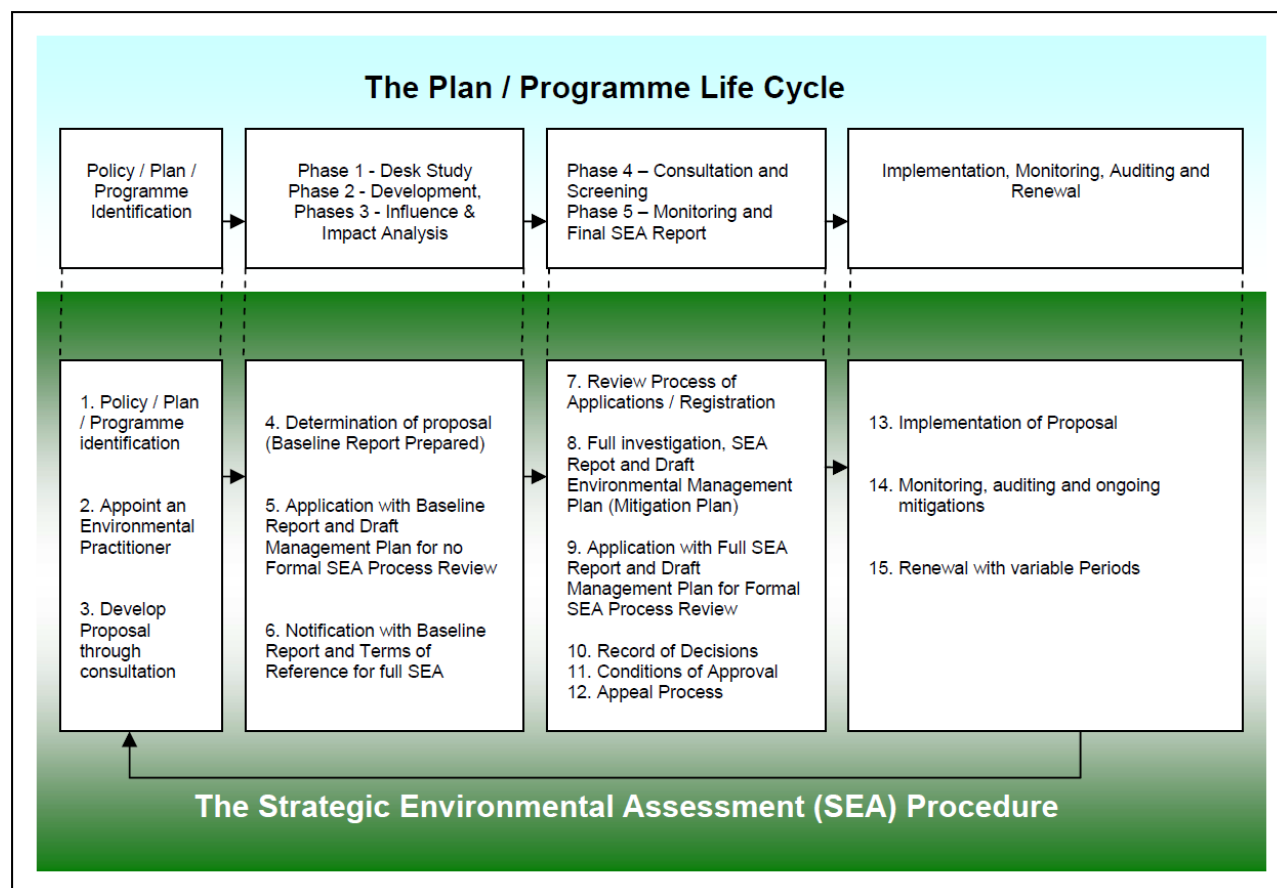 The Plan / Programme Life Cycle
Policy / Plan /
Programme
Identification
Phase 1 - Desk Study
Phase 2 - Development,
Phases 3 - Influence &
Impact Analysis
Phase 4 – Consultation and
Screening
Phase 5 – Monitoring and
Final SEA Report
Implementation, Monitoring, Auditing and
Renewal
1. Policy / Plan
/ Programme
identification
2. Appoint an
Environmental
Practitioner
3. Develop
Proposal
through
consultation
4. Determination of proposal
(Baseline Report Prepared)
5. Application with Baseline
Report and Draft
Management Plan for no
Formal SEA Process Review
6. Notification with Baseline
Report and Terms of
Reference for full SEA
7. Review Process of
Applications / Registration
8. Full investigation, SEA
Repot and Draft
Environmental Management
Plan (Mitigation Plan)
9. Application with Full SEA
Report and Draft
Management Plan for Formal
SEA Process Review
10. Record of Decisions
11. Conditions of Approval
12. Appeal Process
13. Implementation of Proposal
14. Monitoring, auditing and ongoing
mitigations
15. Renewal with variable Periods
The Strategic Environmental Assessment (SEA) Procedure